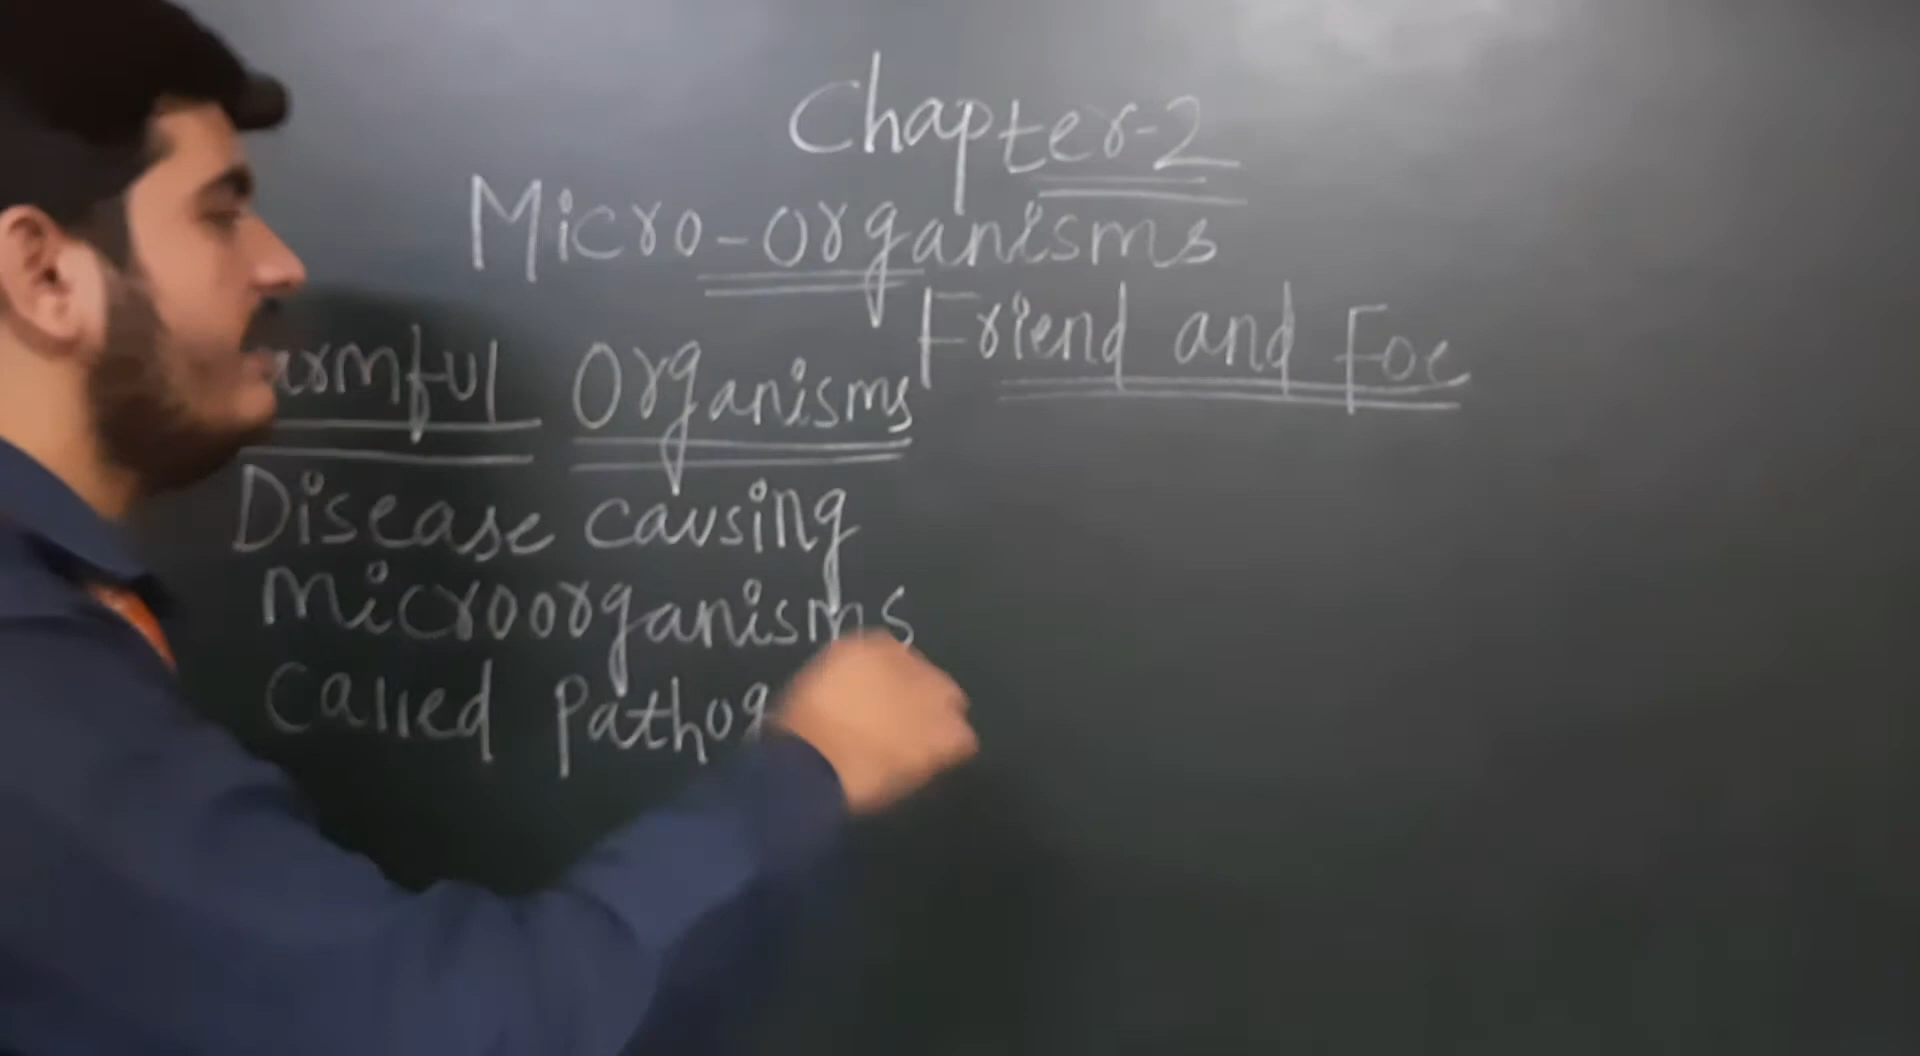 Chapter-2
Micro-organisms
Friend and Foe
armful Organisms
Disease causing
microorganisms
Called pathog